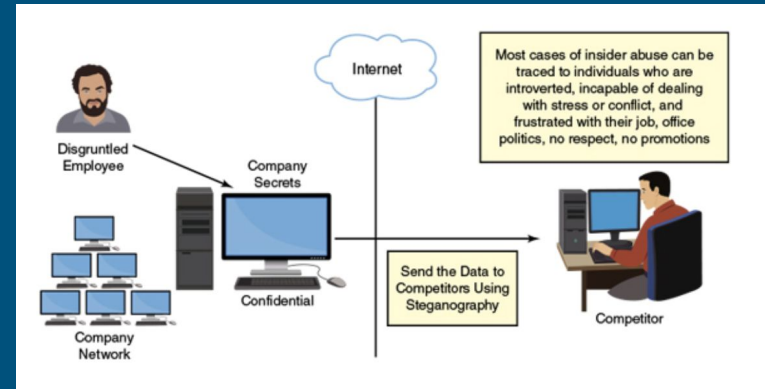 Disgruntled
Employee
Company
Secrets
Internet
Most cases of insider abuse can be
traced to individuals who are
introverted, incapable of dealing
with stress or conflict, and
frustrated with their job, office
politics, no respect, no promotions
Company
Network
Confidential
Send the Data to
Competitors Using
Steganography
Competitor